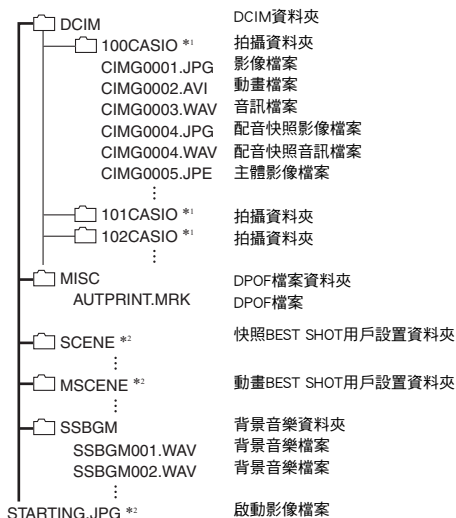 DCIM DCIM資料夾
100CASIO *1 拍攝資料夾
CIMG0001.JPG 影像檔案
CIMG0002.AVI 動畫檔案
CIMG0003.WAV 音訊檔案
CIMG0004.JPG 配音快照影像檔案
CIMG0004.WAV 配音快照音訊檔案
CIMG0005.JPE 主體影像檔案
101CASIO *1 拍攝資料夾
102CASIO *1 拍攝資料夾
MISC DPOF檔案資料夾
AUTPRINT.MRK DPOF檔案
SCENE *2 快照BEST SHOT用戶設置資料夾
MSCENE *2 動畫BEST SHOT用戶設置資料夾
SSBGM 背景音樂資料夾
SSBGM001.WAV 背景音樂檔案
SSBGM002.WAV 背景音樂檔案
STARTING.JPG *2 啟動影像檔案